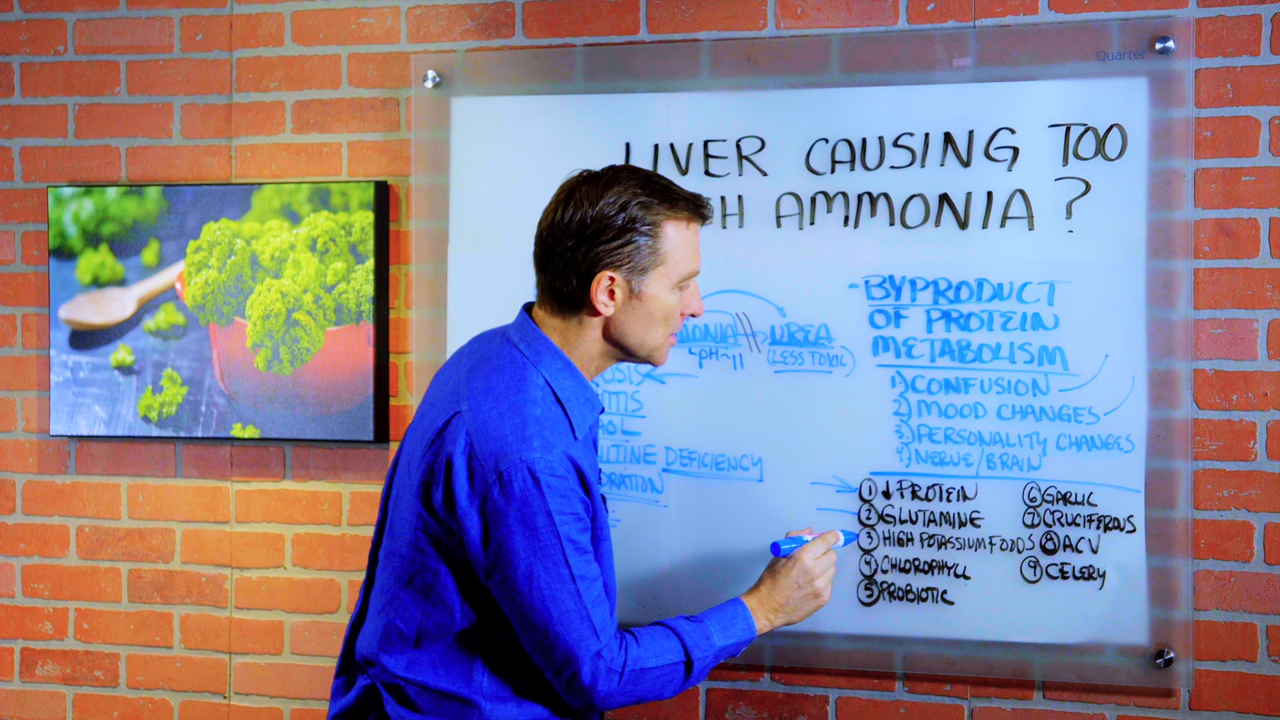 Quartet
LIVER CAUSING TOO
AMMONIA?
UREA
pH~11 (LESS TOXIC)
DEFICIENCY
-BYPRODUCT
OF PROTEIN
METABOLISM
1) CONFUSION
2) MOOD CHANGES
3) PERSONALITY CHANGES
4) NERVE/BRAIN
① ↓ PROTEIN
② GLUTAMINE
③ HIGH POTASSIUM FOODS
④ CHLOROPHYLL
⑤ PROBIOTIC
⑥ GARLIC
⑦ CRUCIFEROUS
⑧ ACV
⑨ CELERY